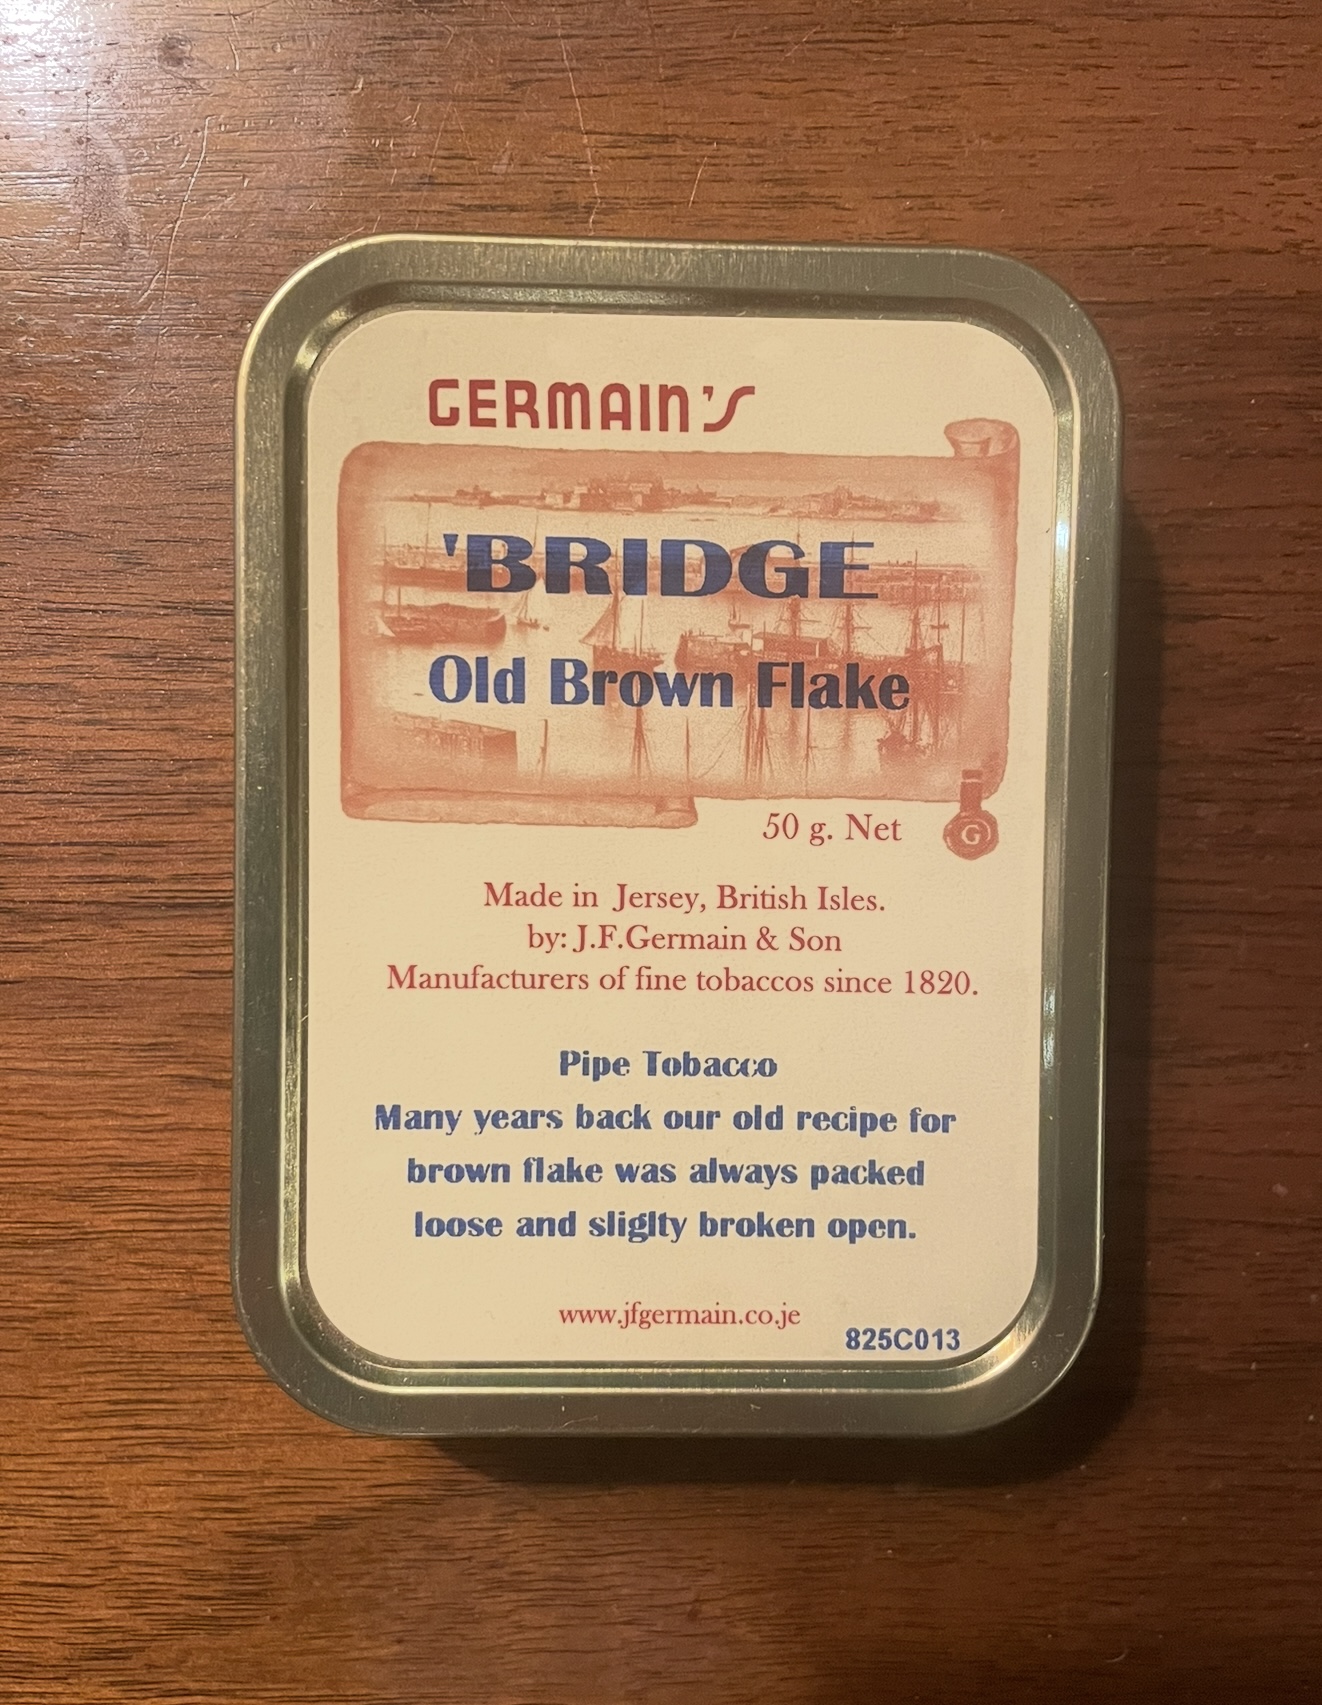 GERMAIN'S
'BRIDGE
Old Brown Flake
50 g. Net
G
Made in Jersey, British Isles.
by: J.F.Germain & Son
Manufacturers of fine tobaccos since 1820.
Pipe Tobacco
Many years back our old recipe for
brown flake was always packed
loose and sliglty broken open.
www.jfgermain.co.je
825C013